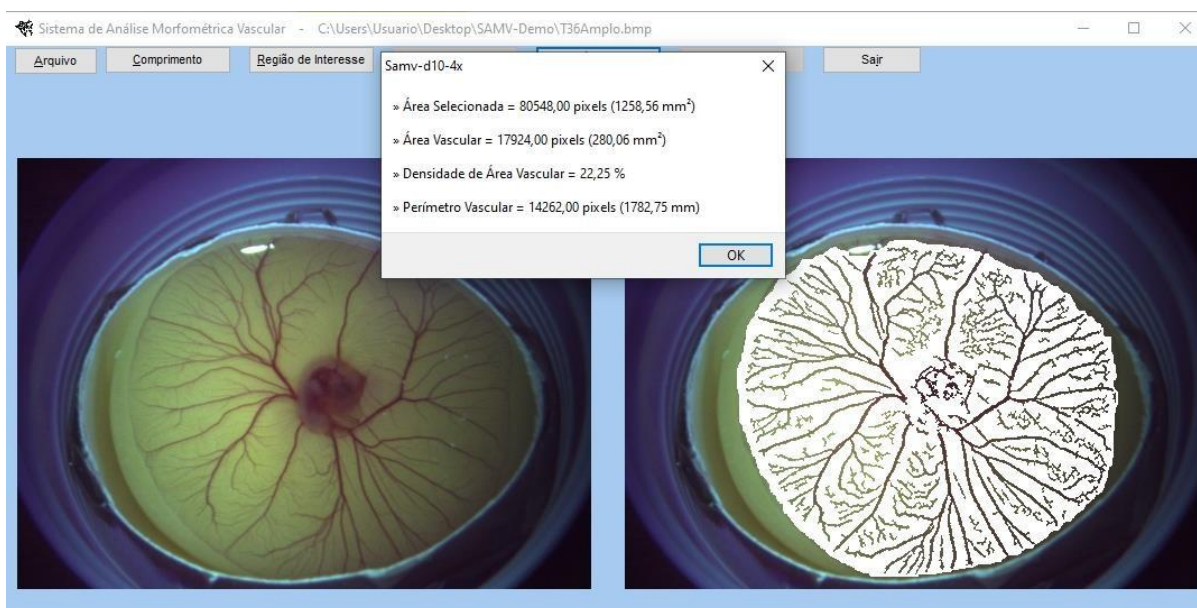 Sistema de Análise Morfométrica Vascular - C:\Users\Usuario\Desktop\SAMV-Demo\T36Amplo.bmp
Arquivo Comprimento Região de Interesse Sair
Samv-d10-4x
» Área Selecionada = 80548,00 pixels (1258,56 mm²)
» Área Vascular = 17924,00 pixels (280,06 mm²)
» Densidade de Área Vascular = 22,25 %
» Perímetro Vascular = 14262,00 pixels (1782,75 mm)
OK